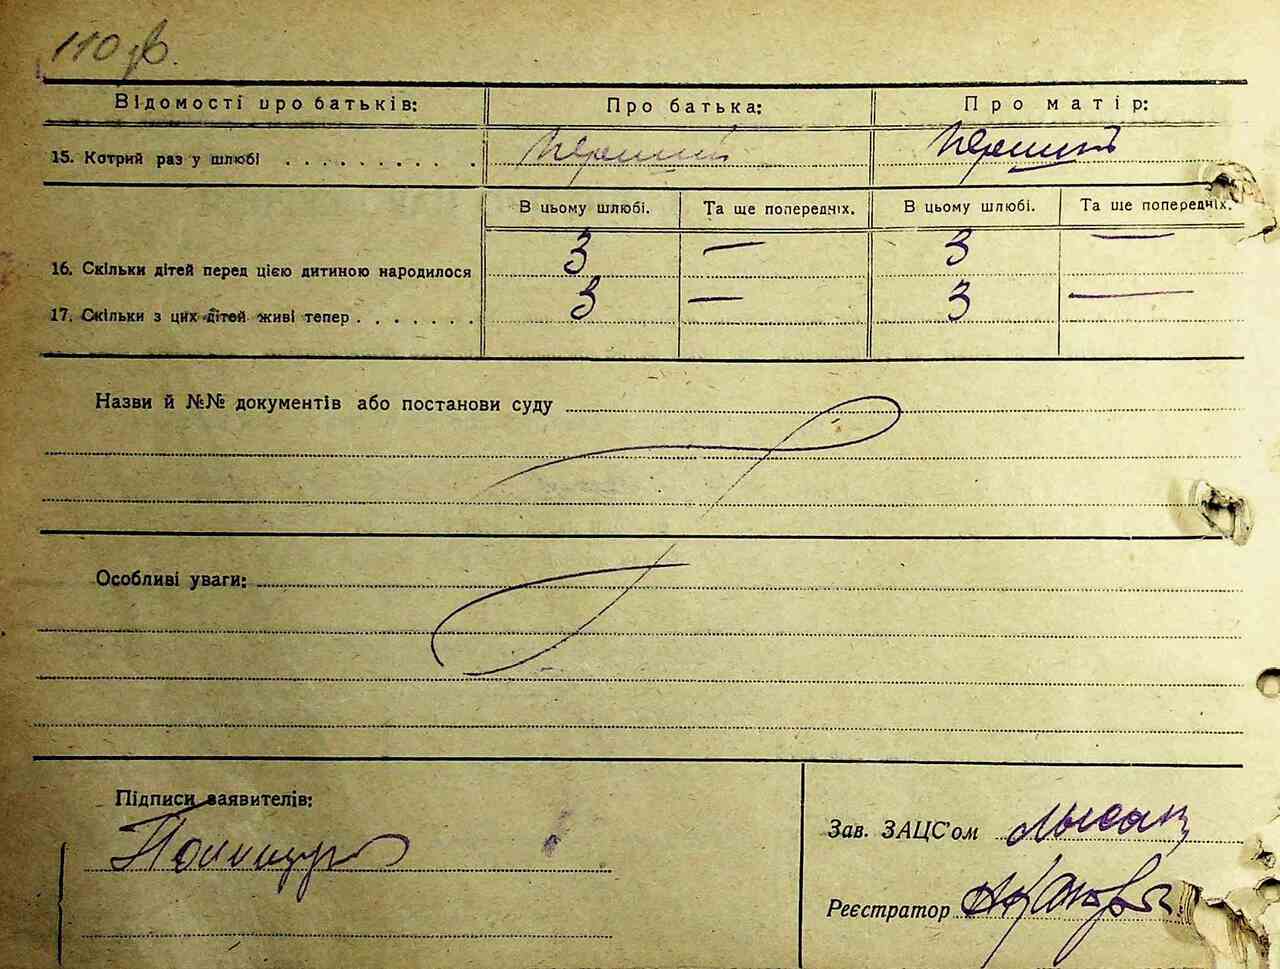 110 зв.
Відомості про батьків: Про батька: Про матір:
15. Котрий раз у шлюбі . . . . . . . . . . Перший Перший
В цьому шлюбі. Та ще попередніх. В цьому шлюбі. Та ше попередніх.
16. Скільки дітей перед цією дитиною народилося 3 — 3 —
17. Скільки з цих дітей живі тепер . . . . . . . 3 — 3 —
Назви й №№ документів або постанови суду
Особливі уваги:
Підписи заявителів:
Зав. ЗАЦС'ом
Реєстратор